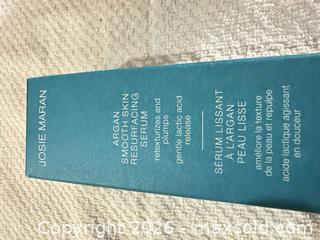 JOSIE MARAN
ARGAN
SMOOTH SKIN
RESURFACING
SERUM
retexturizes and
plumps
gentle lactic acid
release
SÉRUM LISSANT
À L'ARGAN
PEAU LISSE
améliore la texture
de la peau et repulpe
acide lactique agissant
en douceur
Copyright 2026 - www.maxsold.com